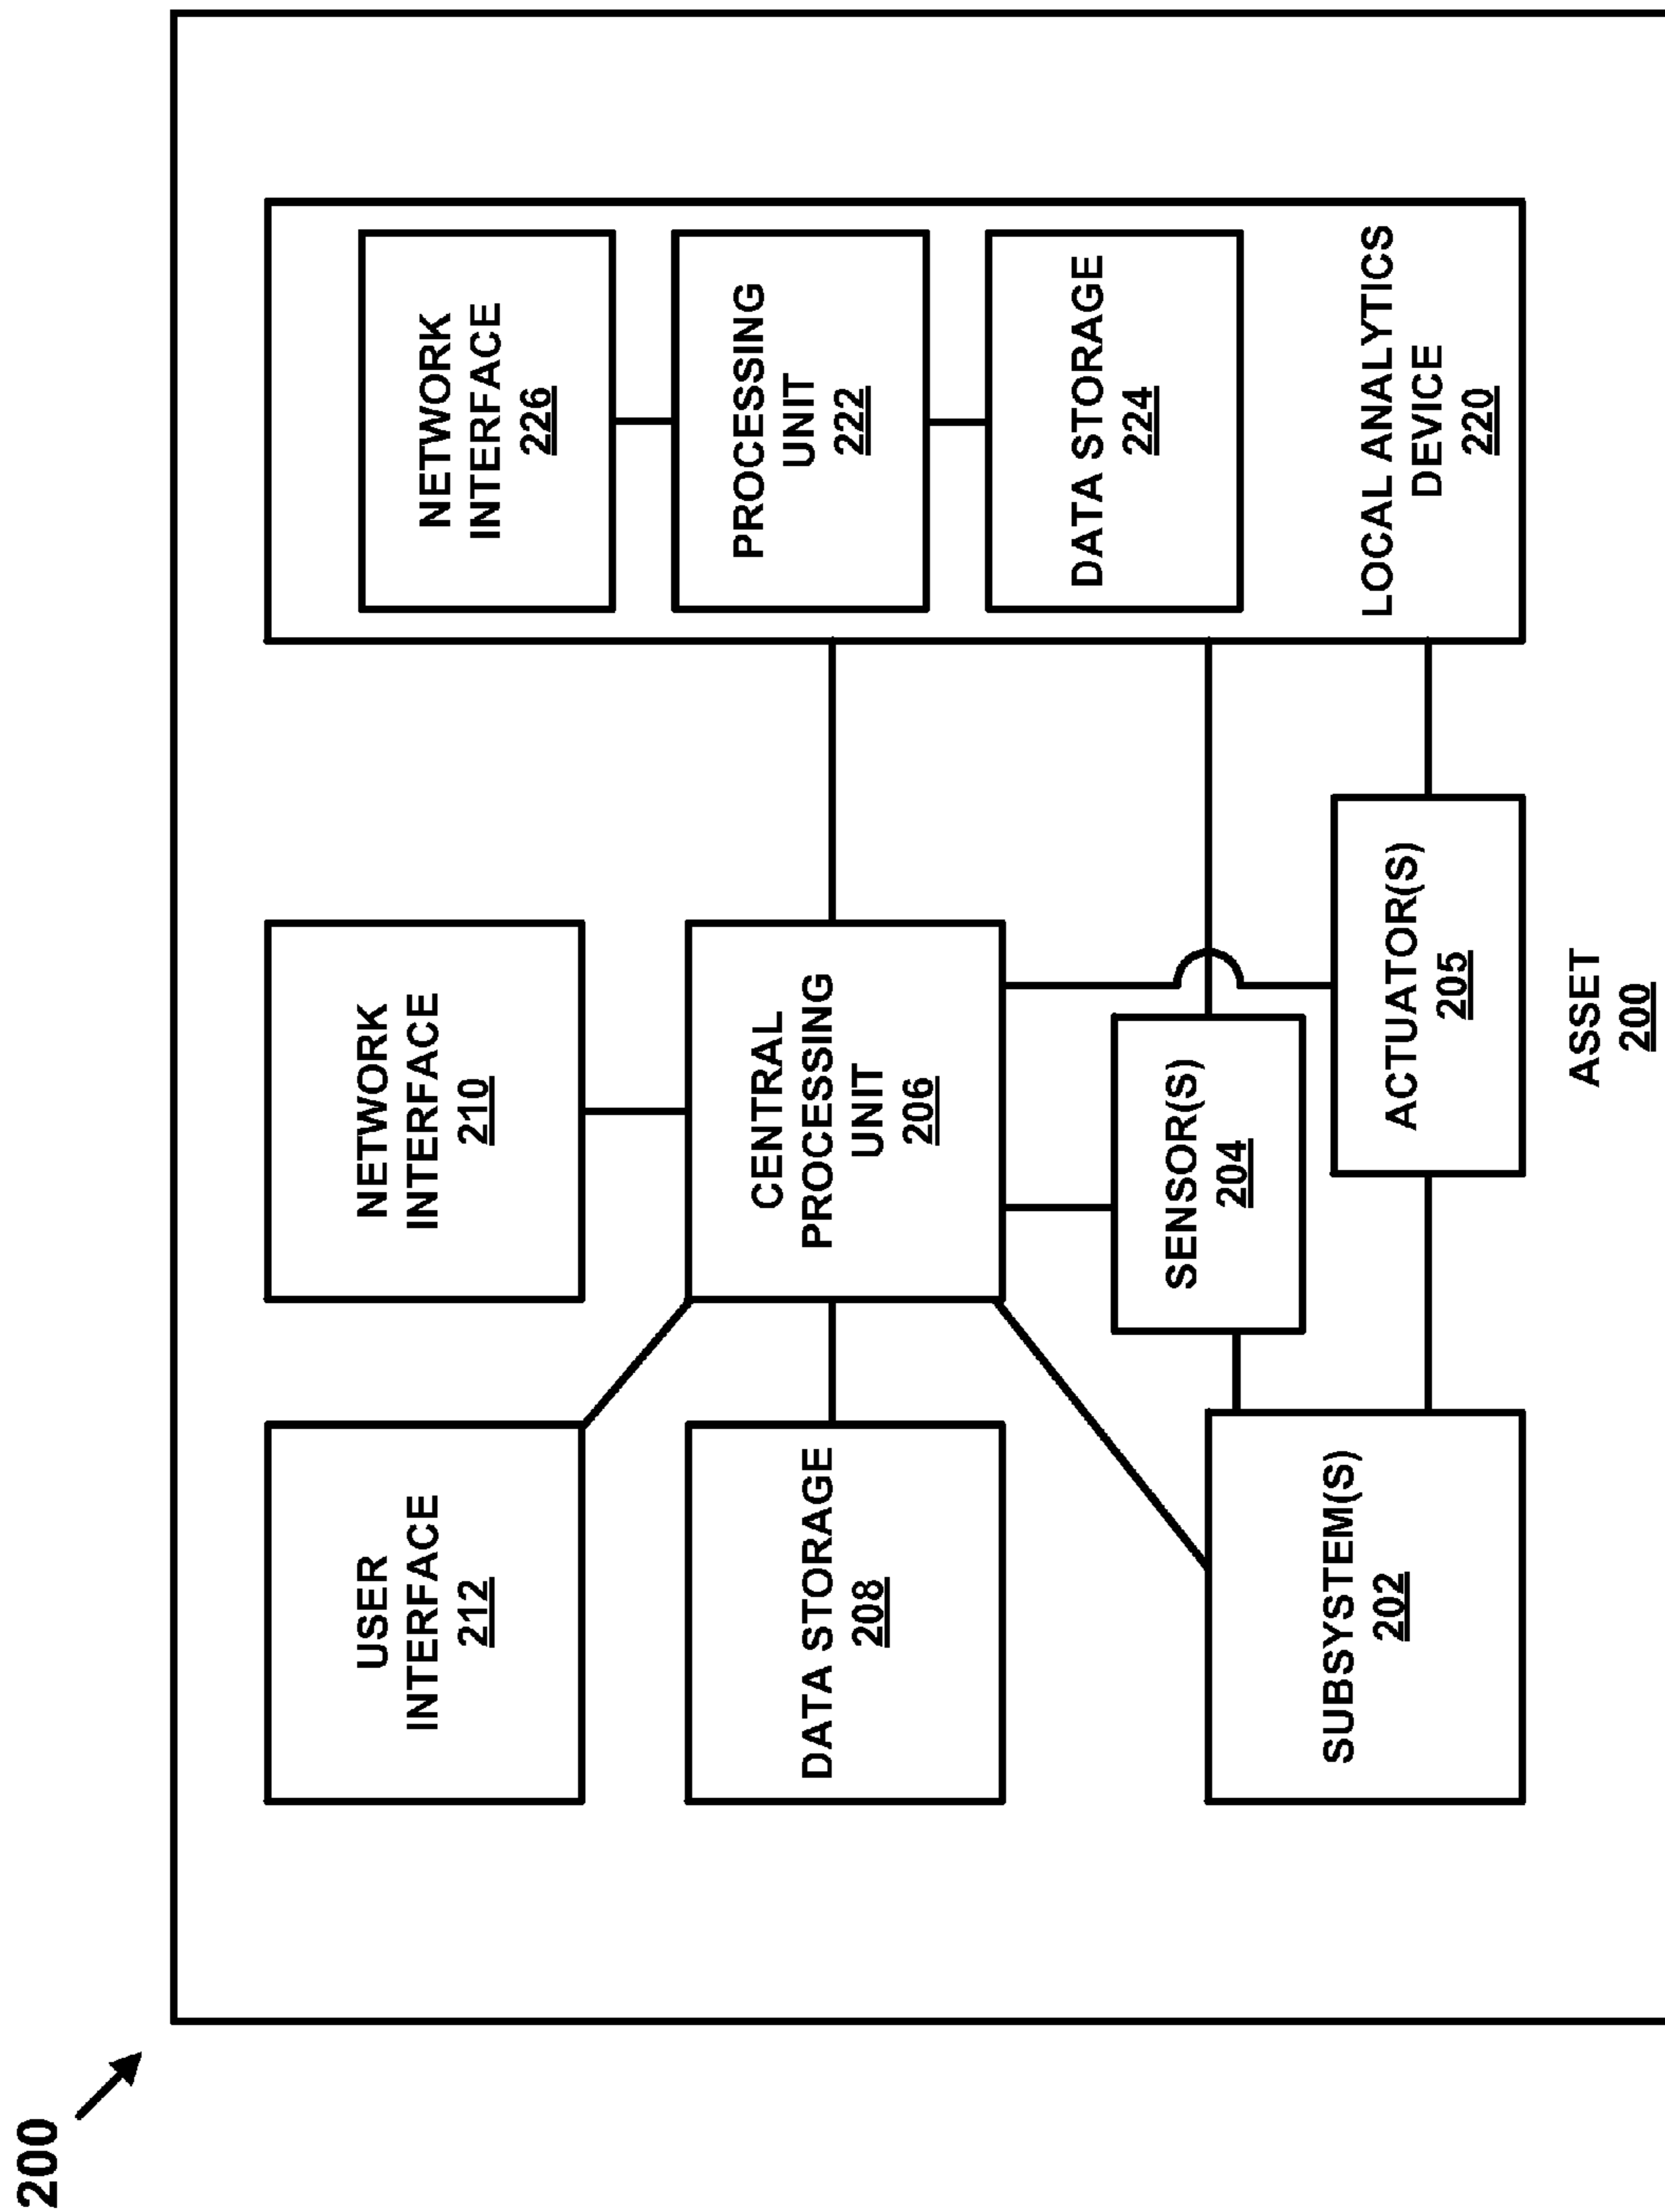 200
USER
INTERFACE
212
NETWORK
INTERFACE
210
NETWORK
INTERFACE
226
DATA STORAGE
208
CENTRAL
PROCESSING
UNIT
206
PROCESSING
UNIT
222
DATA STORAGE
224
SUBSYSTEM(S)
202
SENSOR(S)
204
ACTUATOR(S)
205
LOCAL ANALYTICS
DEVICE
220
ASSET
200